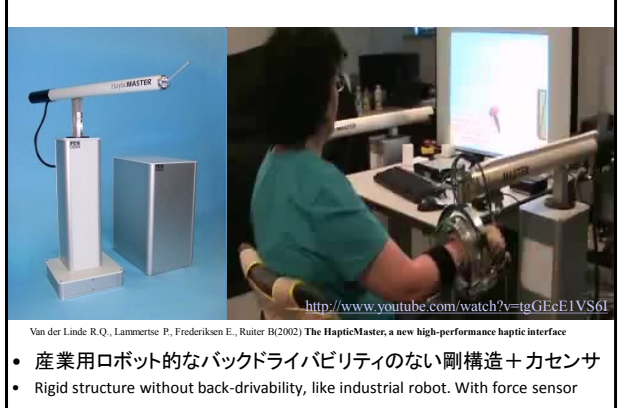 HapticMASTER
FCS
MASTER
MASTER
http://www.youtube.com/watch?v=tgGEcE1VS6I
Van der Linde R.Q., Lammertse P., Frederiksen E., Ruiter B(2002) The HapticMaster, a new high-performance haptic interface
• 産業用ロボット的なバックドライバビリティのない剛構造+力センサ
• Rigid structure without back-drivability, like industrial robot. With force sensor